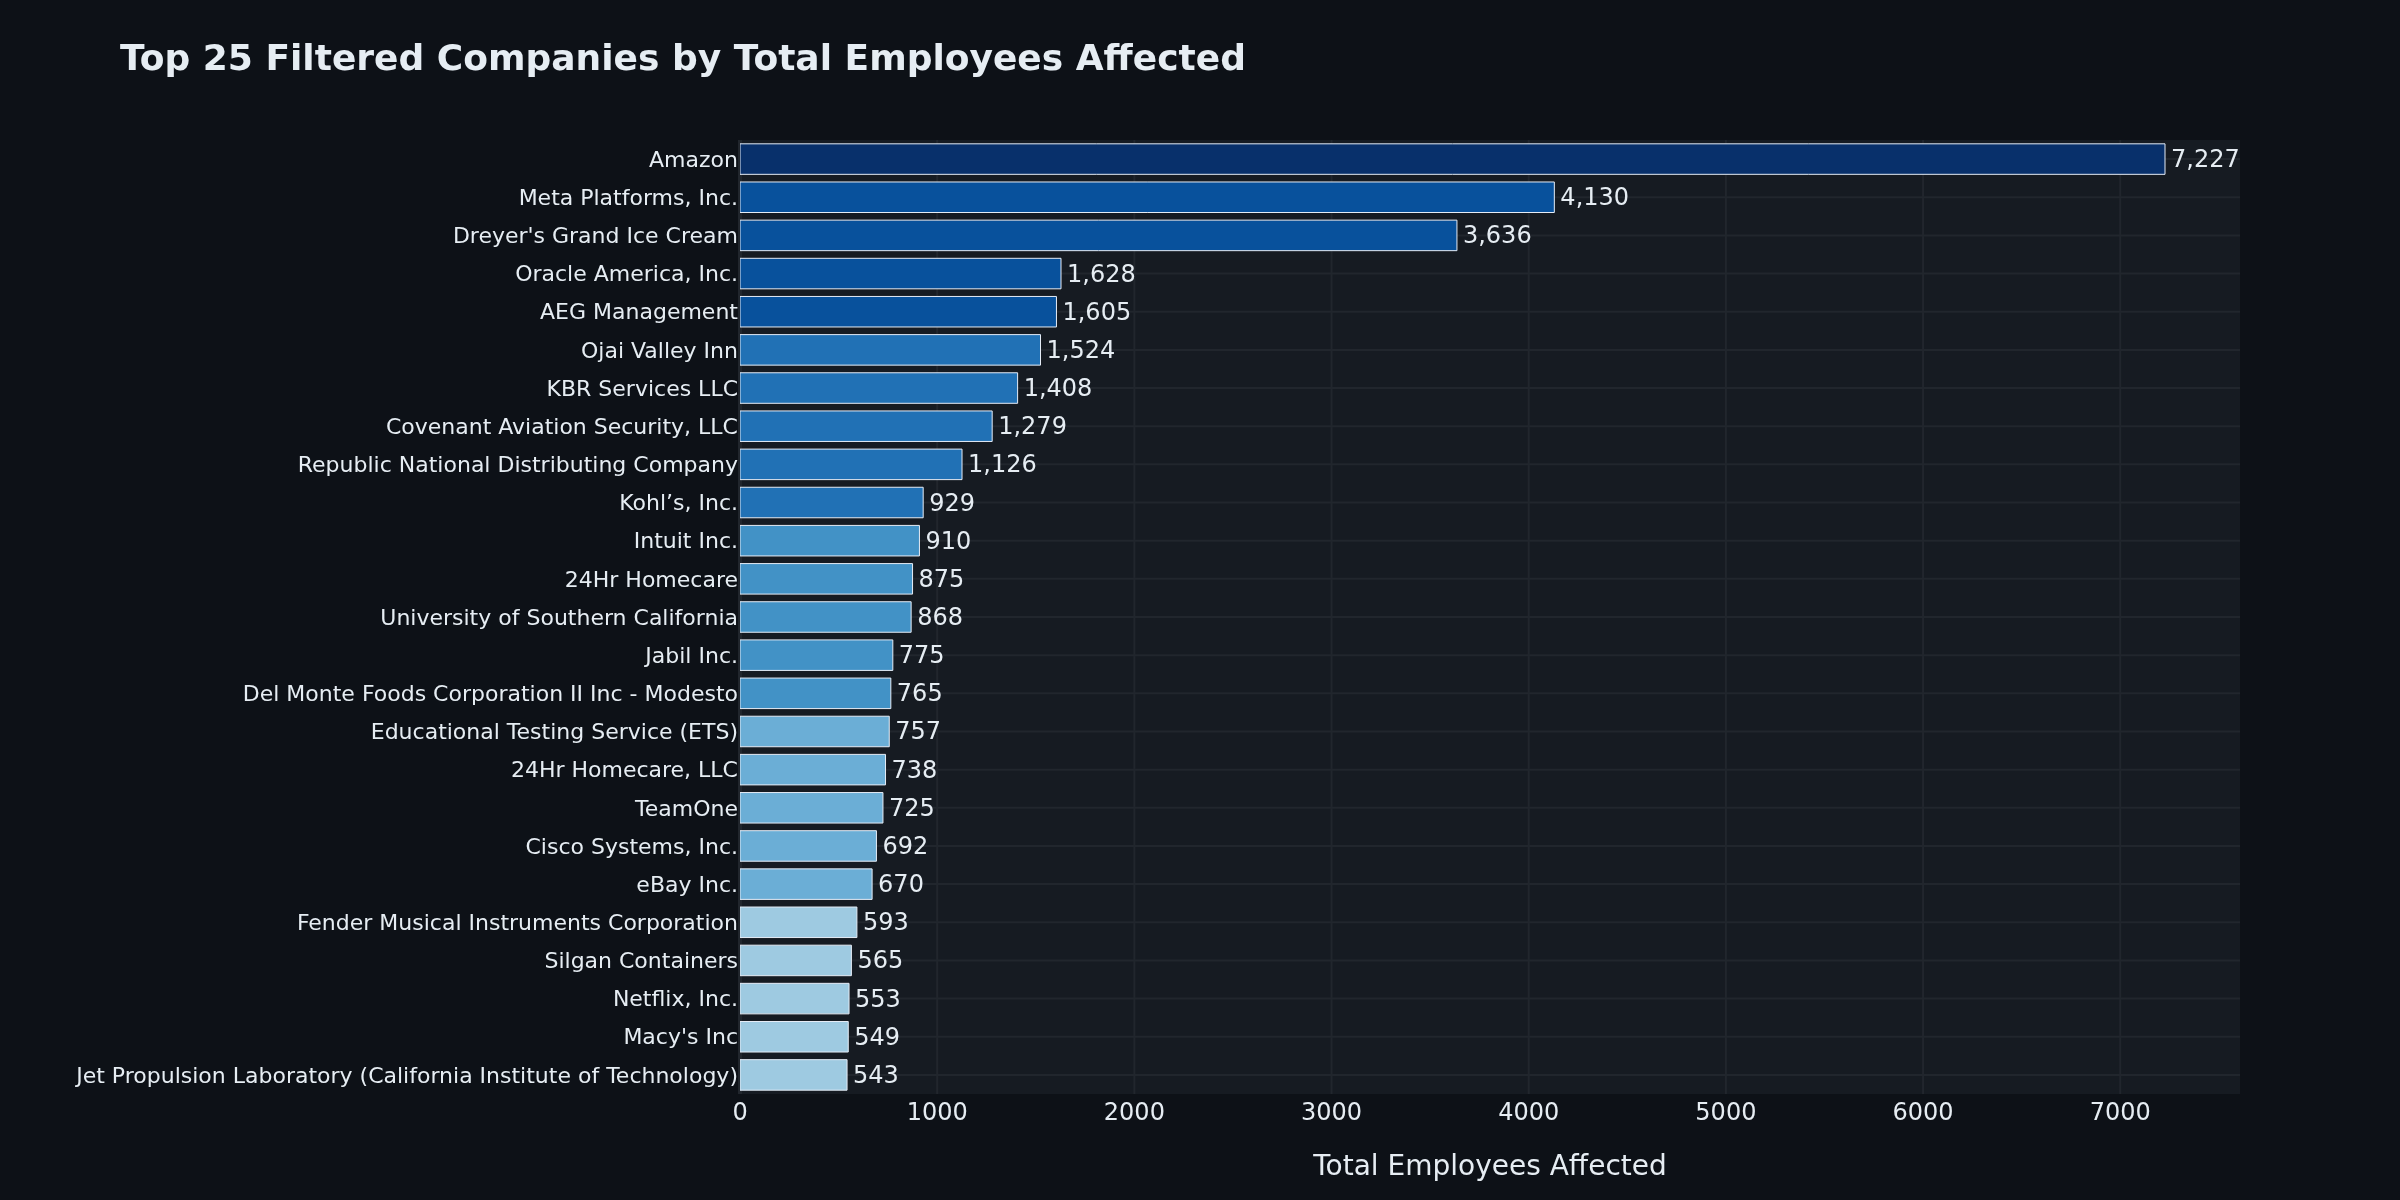 Top 25 Filtered Companies by Total Employees Affected
Amazon 7,227
Meta Platforms, Inc. 4,130
Dreyer's Grand Ice Cream 3,636
Oracle America, Inc. 1,628
AEG Management 1,605
Ojai Valley Inn 1,524
KBR Services LLC 1,408
Covenant Aviation Security, LLC 1,279
Republic National Distributing Company 1,126
Kohl’s, Inc. 929
Intuit Inc. 910
24Hr Homecare 875
University of Southern California 868
Jabil Inc. 775
Del Monte Foods Corporation II Inc - Modesto 765
Educational Testing Service (ETS) 757
24Hr Homecare, LLC 738
TeamOne 725
Cisco Systems, Inc. 692
eBay Inc. 670
Fender Musical Instruments Corporation 593
Silgan Containers 565
Netflix, Inc. 553
Macy's Inc 549
Jet Propulsion Laboratory (California Institute of Technology) 543
0 1000 2000 3000 4000 5000 6000 7000
Total Employees Affected